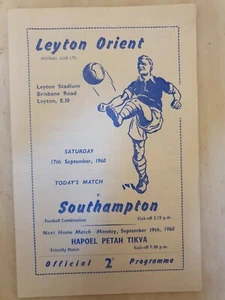 Leyton Orient
FOOTBALL CLUB LTD.
Leyton Stadium
Brisbane Road
Leyton, E.10
SATURDAY
17th September, 1960
TODAY'S MATCH
v.
Southampton
Football Combination Kick-off 3.15 p.m.
Next Home Match - Monday, September 19th, 1960
HAPOEL PETAH TIKVA
Friendly Match Kick-off 7.30 p.m.
Official 2d Programme